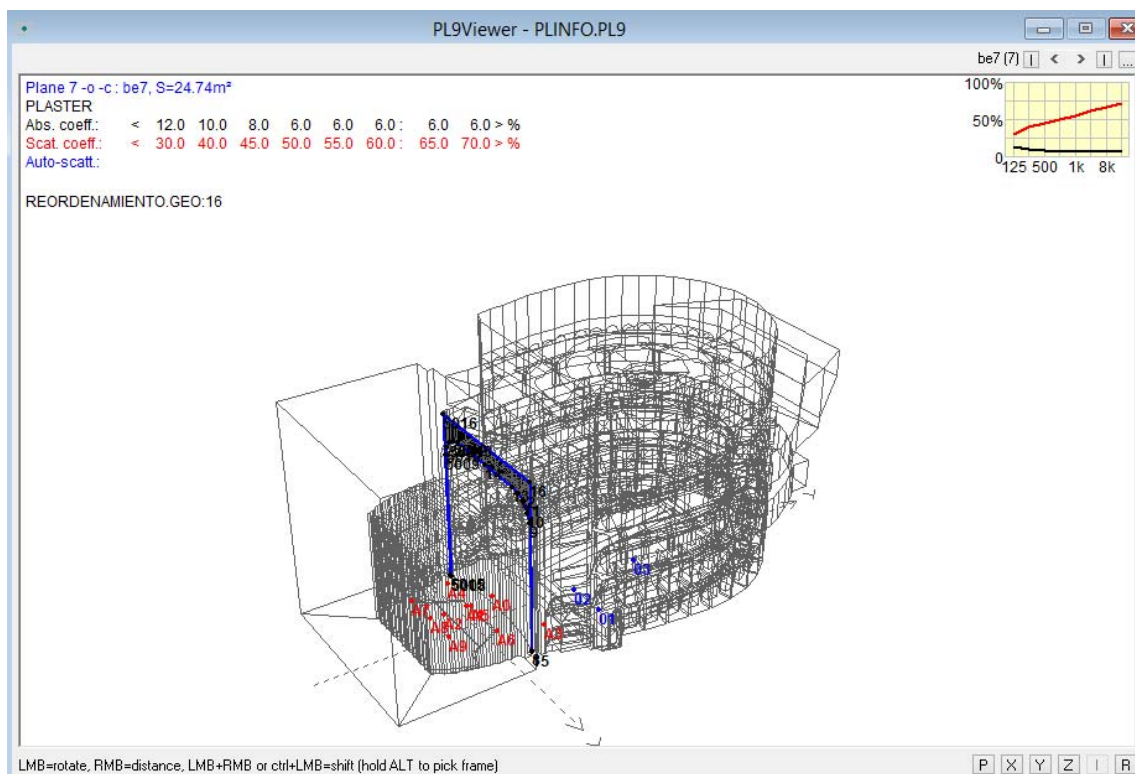 PL9Viewer - PLINFO.PL9
be7 (7) | < > | ...
Plane 7 -o -c : be7, S=24.74m²
PLASTER
Abs. coeff.: < 12.0 10.0 8.0 6.0 6.0 6.0 : 6.0 6.0 > %
Scat. coeff.: < 30.0 40.0 45.0 50.0 55.0 60.0 : 65.0 70.0 > %
Auto-scatt.:
REORDENAMIENTO.GEO:16
100%
50%
0
125 500 1k 8k
16
10
9
A4
A0
A2
A6
A9
A3
03
02
01
LMB=rotate, RMB=distance, LMB+RMB or ctrl+LMB=shift (hold ALT to pick frame)
P X Y Z I R